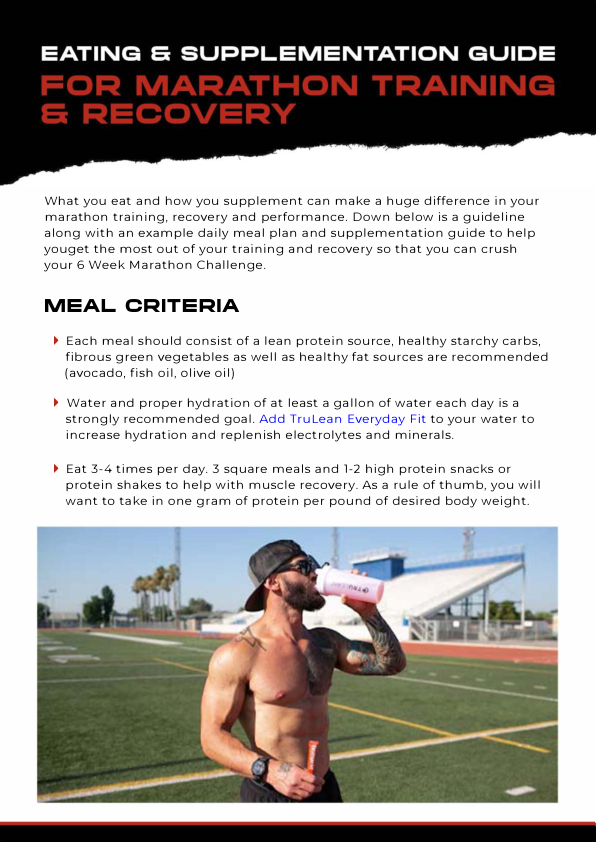 EATING & SUPPLEMENTATION GUIDE
FOR MARATHON TRAINING
& RECOVERY
What you eat and how you supplement can make a huge difference in your
marathon training, recovery and performance. Down below is a guideline
along with an example daily meal plan and supplementation guide to help
youget the most out of your training and recovery so that you can crush
your 6 Week Marathon Challenge.
MEAL CRITERIA
Each meal should consist of a lean protein source, healthy starchy carbs,
fibrous green vegetables as well as healthy fat sources are recommended
(avocado, fish oil, olive oil)
Water and proper hydration of at least a gallon of water each day is a
strongly recommended goal. Add TruLean Everyday Fit to your water to
increase hydration and replenish electrolytes and minerals.
Eat 3-4 times per day. 3 square meals and 1-2 high protein snacks or
protein shakes to help with muscle recovery. As a rule of thumb, you will
want to take in one gram of protein per pound of desired body weight.